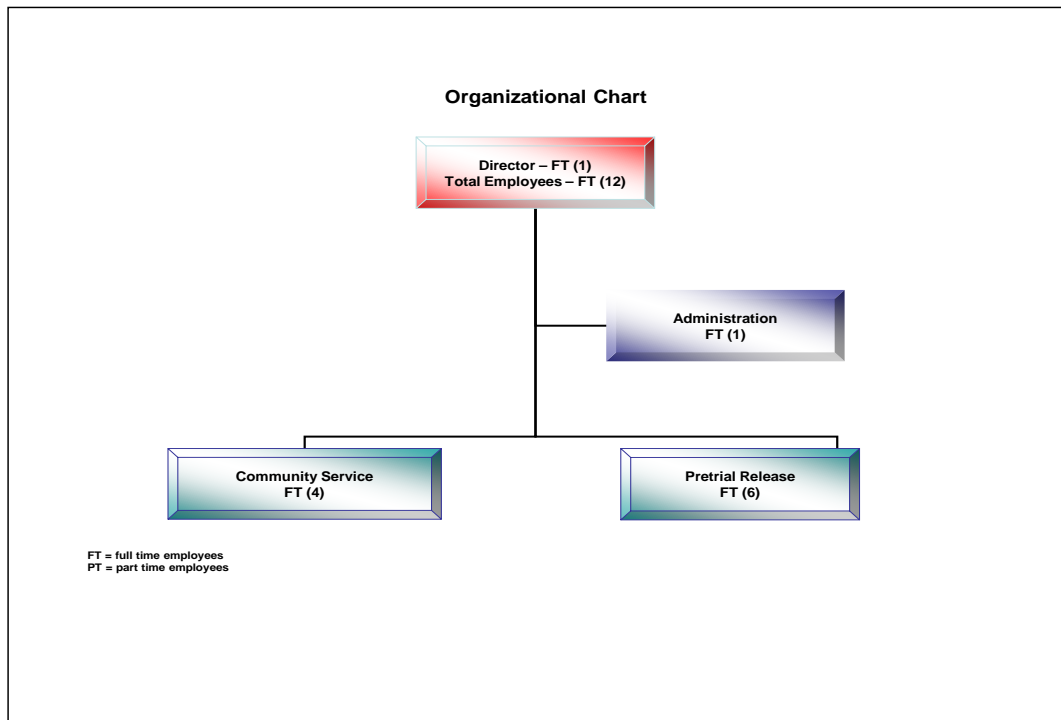 Organizational Chart
Director – FT (1)
Total Employees – FT (12)
Administration
FT (1)
Community Service
FT (4)
Pretrial Release
FT (6)
FT = full time employees
PT = part time employees